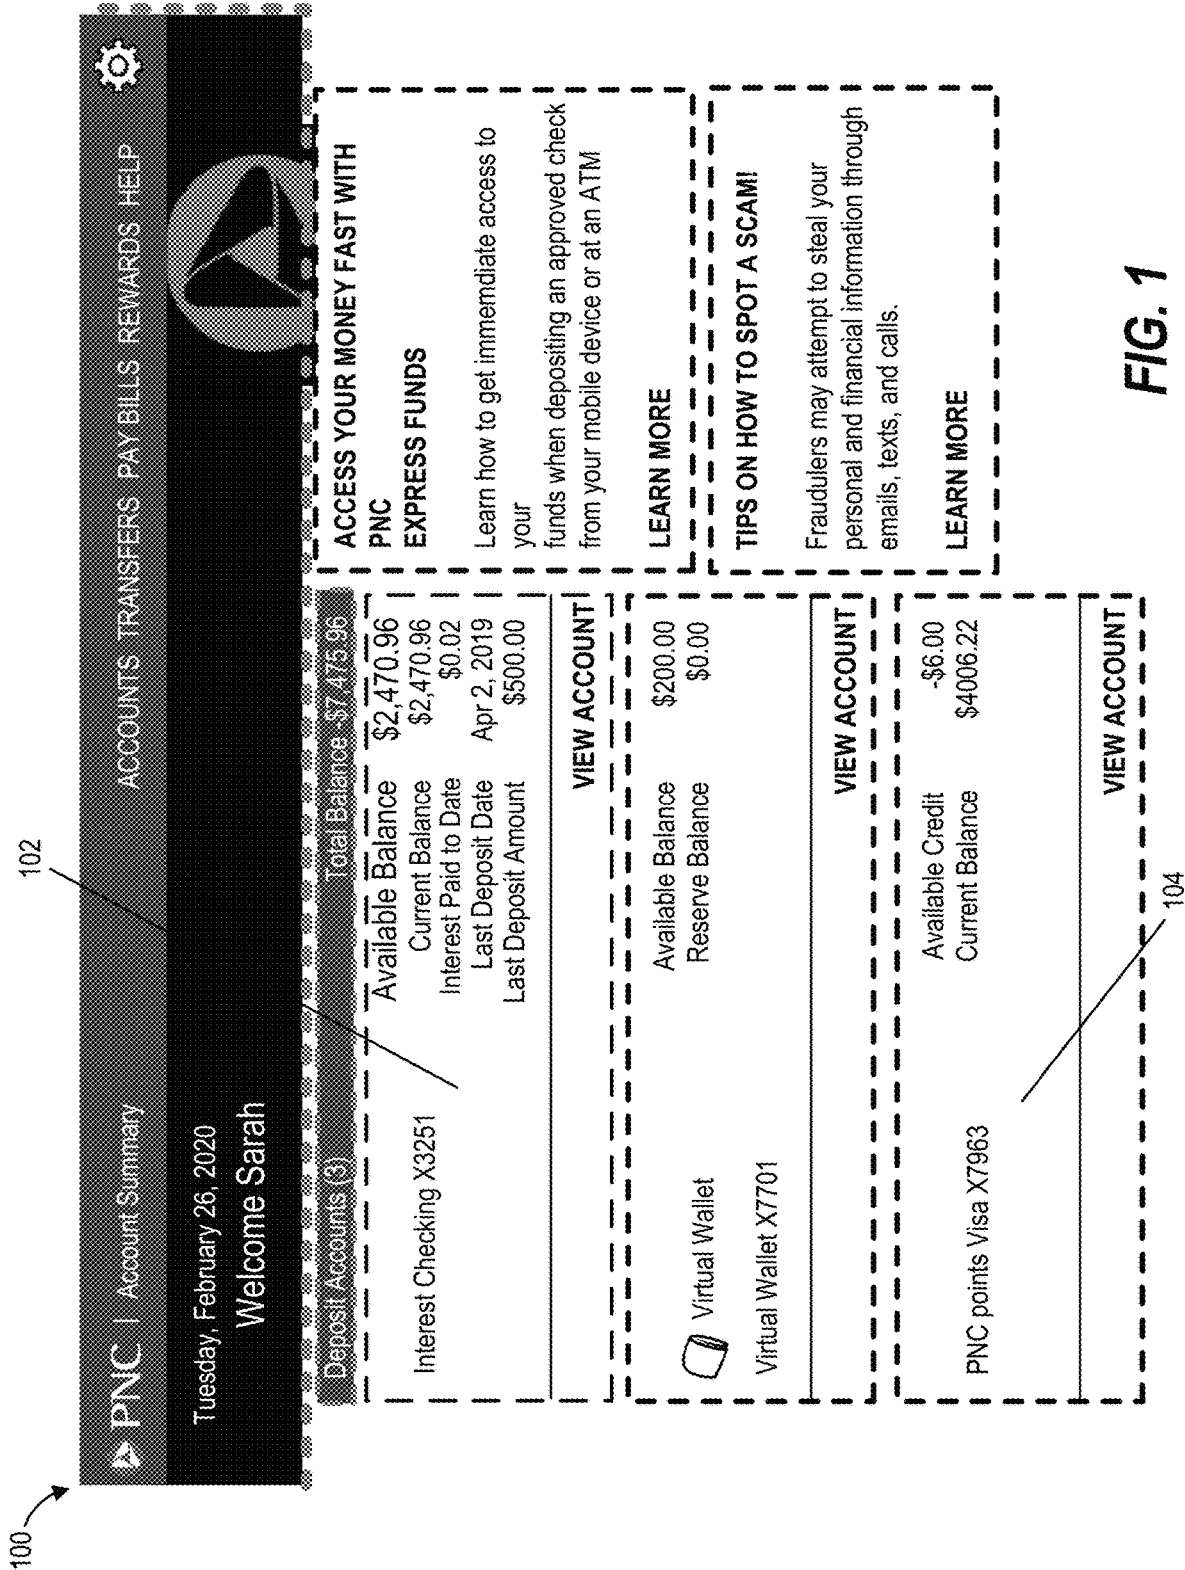 100
102
PNC | Account Summary
ACCOUNTS TRANSFERS PAY BILLS REWARDS HELP
Tuesday, February 26, 2020
Welcome Sarah
Deposit Accounts (3) Total Balance -$7,475.96
Interest Checking X3251
Available Balance $2,470.96
Current Balance $2,470.96
Interest Paid to Date $0.02
Last Deposit Date Apr 2, 2019
Last Deposit Amount $500.00
VIEW ACCOUNT
Virtual Wallet
Virtual Wallet X7701
Available Balance $200.00
Reserve Balance $0.00
VIEW ACCOUNT
PNC points Visa X7963
Available Credit -$6.00
Current Balance $4006.22
VIEW ACCOUNT
104
ACCESS YOUR MONEY FAST WITH
PNC
EXPRESS FUNDS
Learn how to get immemdiate access to
your
funds when depositing an approved check
from your mobile device or at an ATM
LEARN MORE
TIPS ON HOW TO SPOT A SCAM!
Fraudulers may attempt to steal your
personal and financial information through
emails, texts, and calls.
LEARN MORE
FIG. 1